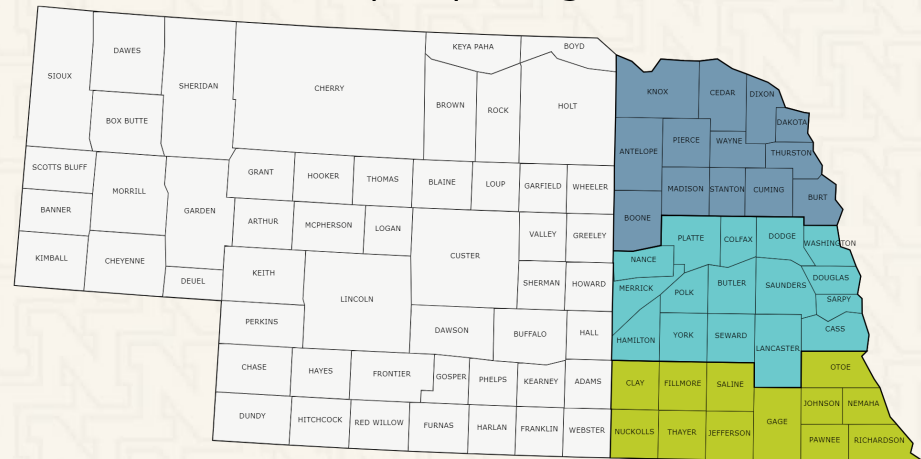 KEYA PAHA
BOYD
DAWES
SIOUX
SHERIDAN
CHERRY
KNOX
CEDAR
DIXON
BOX BUTTE
BROWN
ROCK
HOLT
DAKOTA
PIERCE
WAYNE
ANTELOPE
THURSTON
SCOTTS BLUFF
GRANT
HOOKER
THOMAS
BLAINE
LOUP
GARFIELD
WHEELER
MADISON
STANTON
CUMING
MORRILL
BURT
BANNER
GARDEN
ARTHUR
MCPHERSON
LOGAN
BOONE
VALLEY
GREELEY
PLATTE
COLFAX
DODGE
WASHINGTON
KIMBALL
CHEYENNE
CUSTER
NANCE
KEITH
DEUEL
SHERMAN
HOWARD
MERRICK
POLK
BUTLER
SAUNDERS
DOUGLAS
SARPY
LINCOLN
PERKINS
DAWSON
BUFFALO
HALL
HAMILTON
YORK
SEWARD
CASS
LANCASTER
CHASE
HAYES
FRONTIER
GOSPER
PHELPS
KEARNEY
ADAMS
CLAY
FILLMORE
SALINE
OTOE
DUNDY
HITCHCOCK
RED WILLOW
FURNAS
HARLAN
FRANKLIN
WEBSTER
NUCKOLLS
THAYER
JEFFERSON
GAGE
JOHNSON
NEMAHA
PAWNEE
RICHARDSON